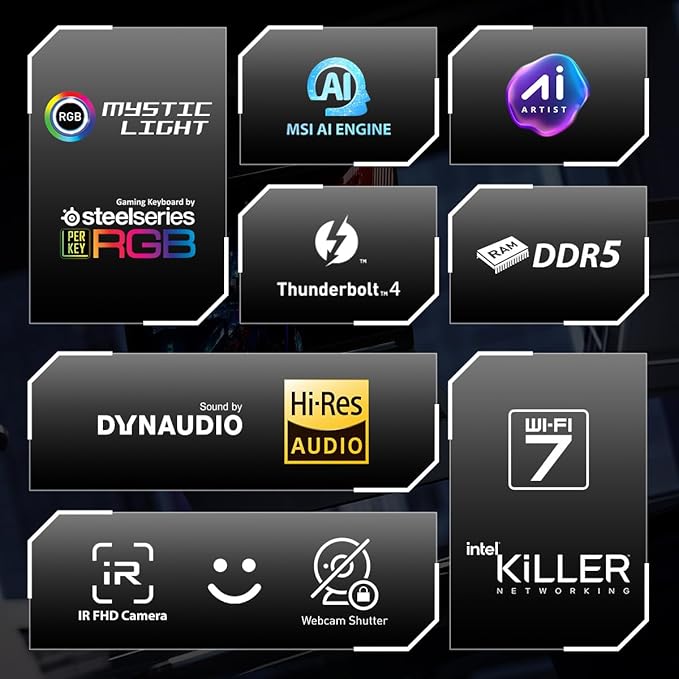 RGB
MYSTIC
LIGHT
Gaming Keyboard by
steelseries
PER
KEY
RGB
AI
MSI AI ENGINE
Ai
ARTIST
Thunderbolt™ 4
RAM
DDR5
Sound by
DYNAUDIO
Hi-Res
AUDIO
WI-FI
7
intel
KiLLER
NETWORKING
iR
IR FHD Camera
Webcam Shutter